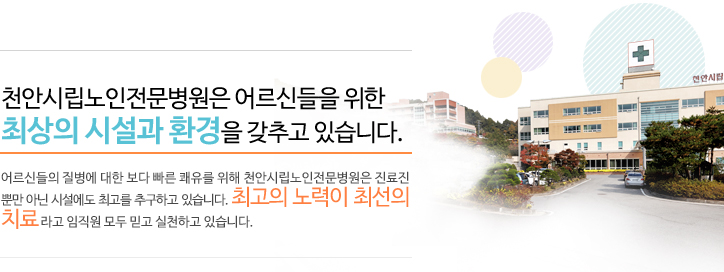 천안시립노인전문병원은 어르신들을 위한
최상의 시설과 환경을 갖추고 있습니다.
어르신들의 질병에 대한 보다 빠른 쾌유를 위해 천안시립노인전문병원은 진료진
뿐만 아닌 시설에도 최고를 추구하고 있습니다. 최고의 노력이 최선의
치료라고 임직원 모두 믿고 실천하고 있습니다.
천안시립